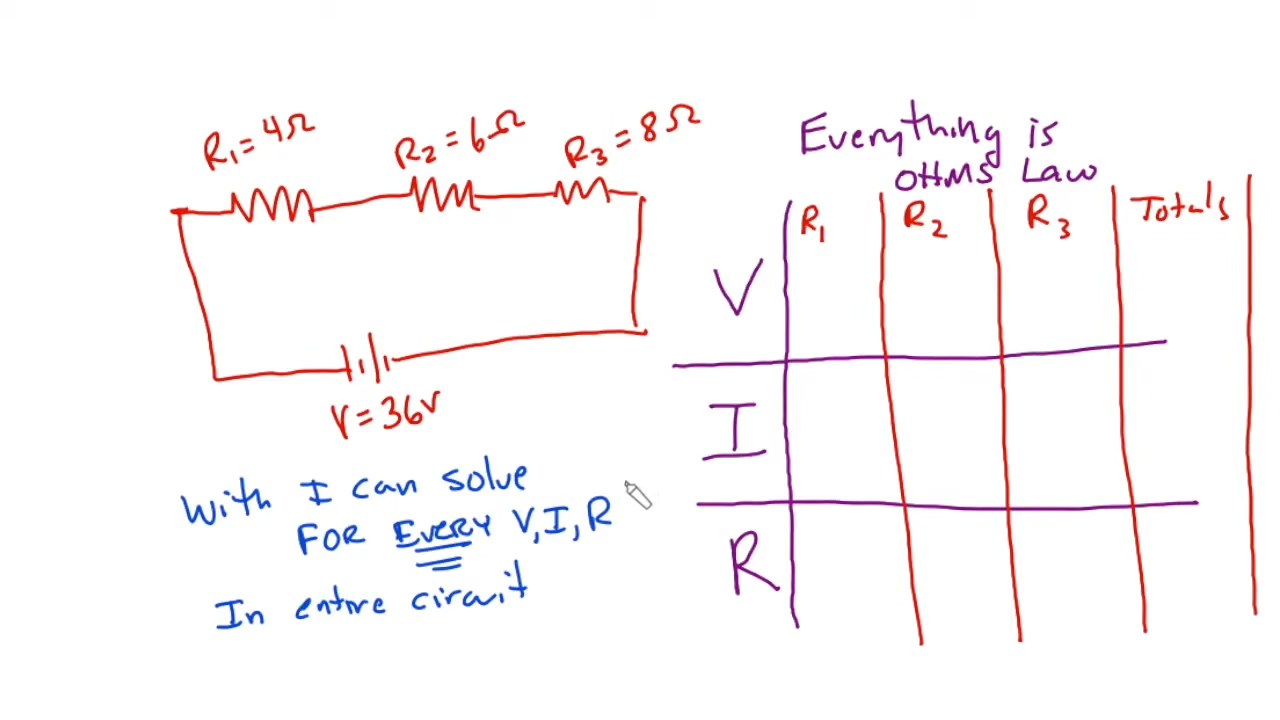 R1=4Ω
R2=6Ω
R3=8Ω
V=36V
With I can solve
FOR EVERY V,I,R
In entire circuit
Everything is
OHMS Law
R1 R2 R3 Totals
V
I
R